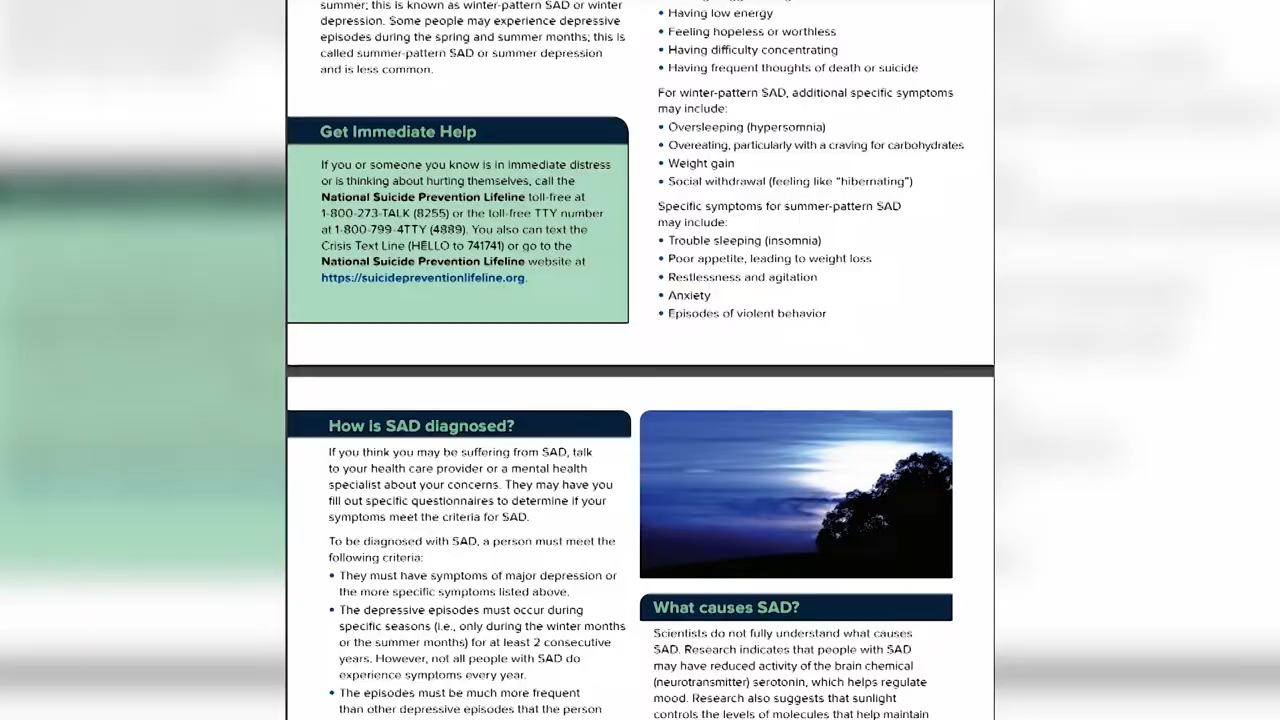 summer; this is known as winter-pattern SAD or winter
depression. Some people may experience depressive
episodes during the spring and summer months; this is
called summer-pattern SAD or summer depression
and is less common.
Get Immediate Help
If you or someone you know is in immediate distress
or is thinking about hurting themselves, call the
National Suicide Prevention Lifeline toll-free at
1-800-273-TALK (8255) or the toll-free TTY number
at 1-800-799-4TTY (4889). You also can text the
Crisis Text Line (HELLO to 741741) or go to the
National Suicide Prevention Lifeline website at
https://suicidepreventionlifeline.org.
• Having low energy
• Feeling hopeless or worthless
• Having difficulty concentrating
• Having frequent thoughts of death or suicide
For winter-pattern SAD, additional specific symptoms
may include:
• Oversleeping (hypersomnia)
• Overeating, particularly with a craving for carbohydrates
• Weight gain
• Social withdrawal (feeling like “hibernating”)
Specific symptoms for summer-pattern SAD
may include:
• Trouble sleeping (insomnia)
• Poor appetite, leading to weight loss
• Restlessness and agitation
• Anxiety
• Episodes of violent behavior
How is SAD diagnosed?
If you think you may be suffering from SAD, talk
to your health care provider or a mental health
specialist about your concerns. They may have you
fill out specific questionnaires to determine if your
symptoms meet the criteria for SAD.
To be diagnosed with SAD, a person must meet the
following criteria:
• They must have symptoms of major depression or
the more specific symptoms listed above.
• The depressive episodes must occur during
specific seasons (i.e., only during the winter months
or the summer months) for at least 2 consecutive
years. However, not all people with SAD do
experience symptoms every year.
• The episodes must be much more frequent
than other depressive episodes that the person
What causes SAD?
Scientists do not fully understand what causes
SAD. Research indicates that people with SAD
may have reduced activity of the brain chemical
(neurotransmitter) serotonin, which helps regulate
mood. Research also suggests that sunlight
controls the levels of molecules that help maintain